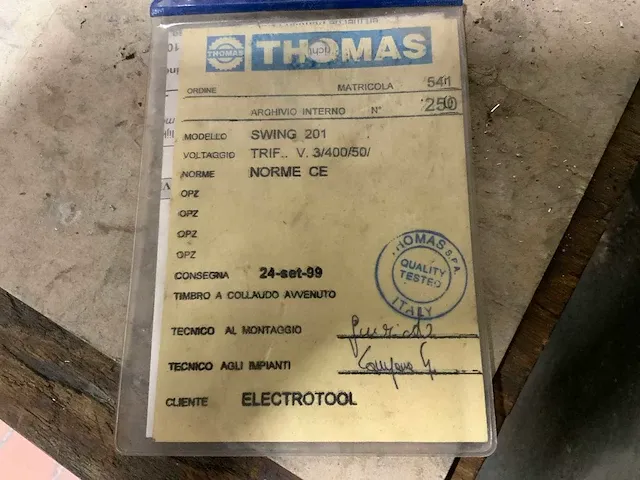 THOMAS
THOMAS
ORDINE MATRICOLA 541
ARCHIVIO INTERNO N° 250
MODELLO SWING 201
VOLTAGGIO TRIF.. V. 3/400/50/
NORME NORME CE
OPZ
OPZ
OPZ
OPZ
CONSEGNA 24-set-99
TIMBRO A COLLAUDO AVVENUTO
THOMAS S.P.A.
QUALITY
TESTED
ITALY
TECNICO AL MONTAGGIO
TECNICO AGLI IMPIANTI
CLIENTE ELECTROTOOL